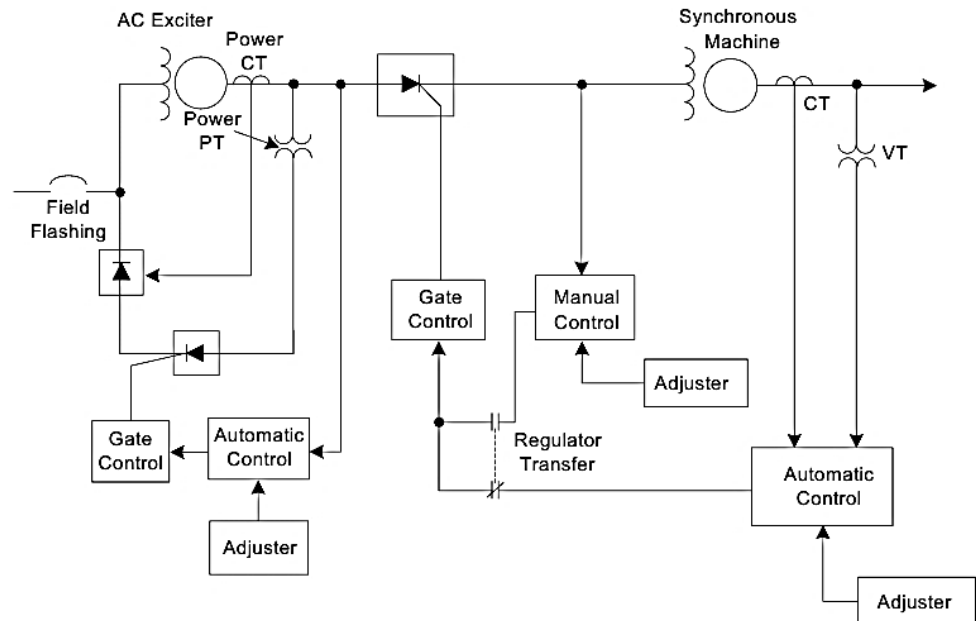 AC Exciter
Power
CT
Synchronous
Machine
Power
PT
CT
VT
Field
Flashing
Gate
Control
Manual
Control
Adjuster
Gate
Control
Automatic
Control
Regulator
Transfer
Automatic
Control
Adjuster
Adjuster